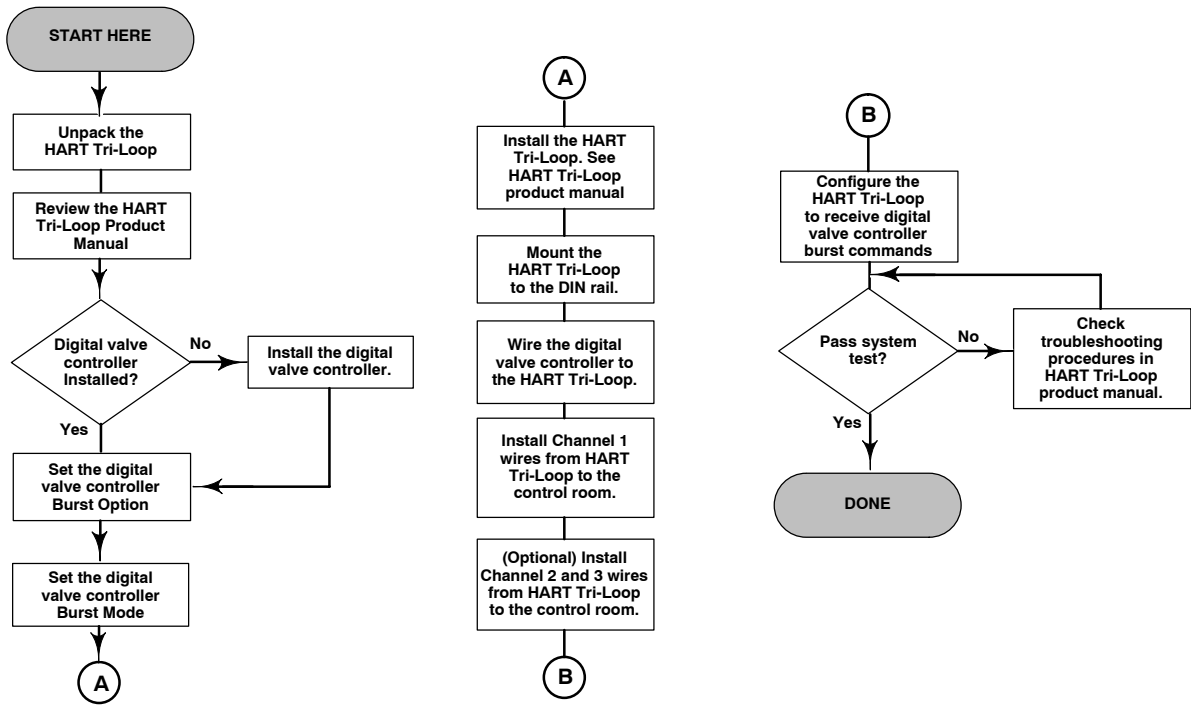 START HERE
Unpack the
HART Tri-Loop
Review the HART
Tri-Loop Product
Manual
Digital valve
controller
Installed?
No
Install the digital
valve controller.
Yes
Set the digital
valve controller
Burst Option
Set the digital
valve controller
Burst Mode
A
A
Install the HART
Tri-Loop. See
HART Tri-Loop
product manual
Mount the
HART Tri-Loop
to the DIN rail.
Wire the digital
valve controller to
the HART Tri-Loop.
Install Channel 1
wires from HART
Tri-Loop to the
control room.
(Optional) Install
Channel 2 and 3 wires
from HART Tri-Loop
to the control room.
B
B
Configure the
HART Tri-Loop
to receive digital
valve controller
burst commands
Pass system
test?
No
Check
troubleshooting
procedures in
HART Tri-Loop
product manual.
Yes
DONE